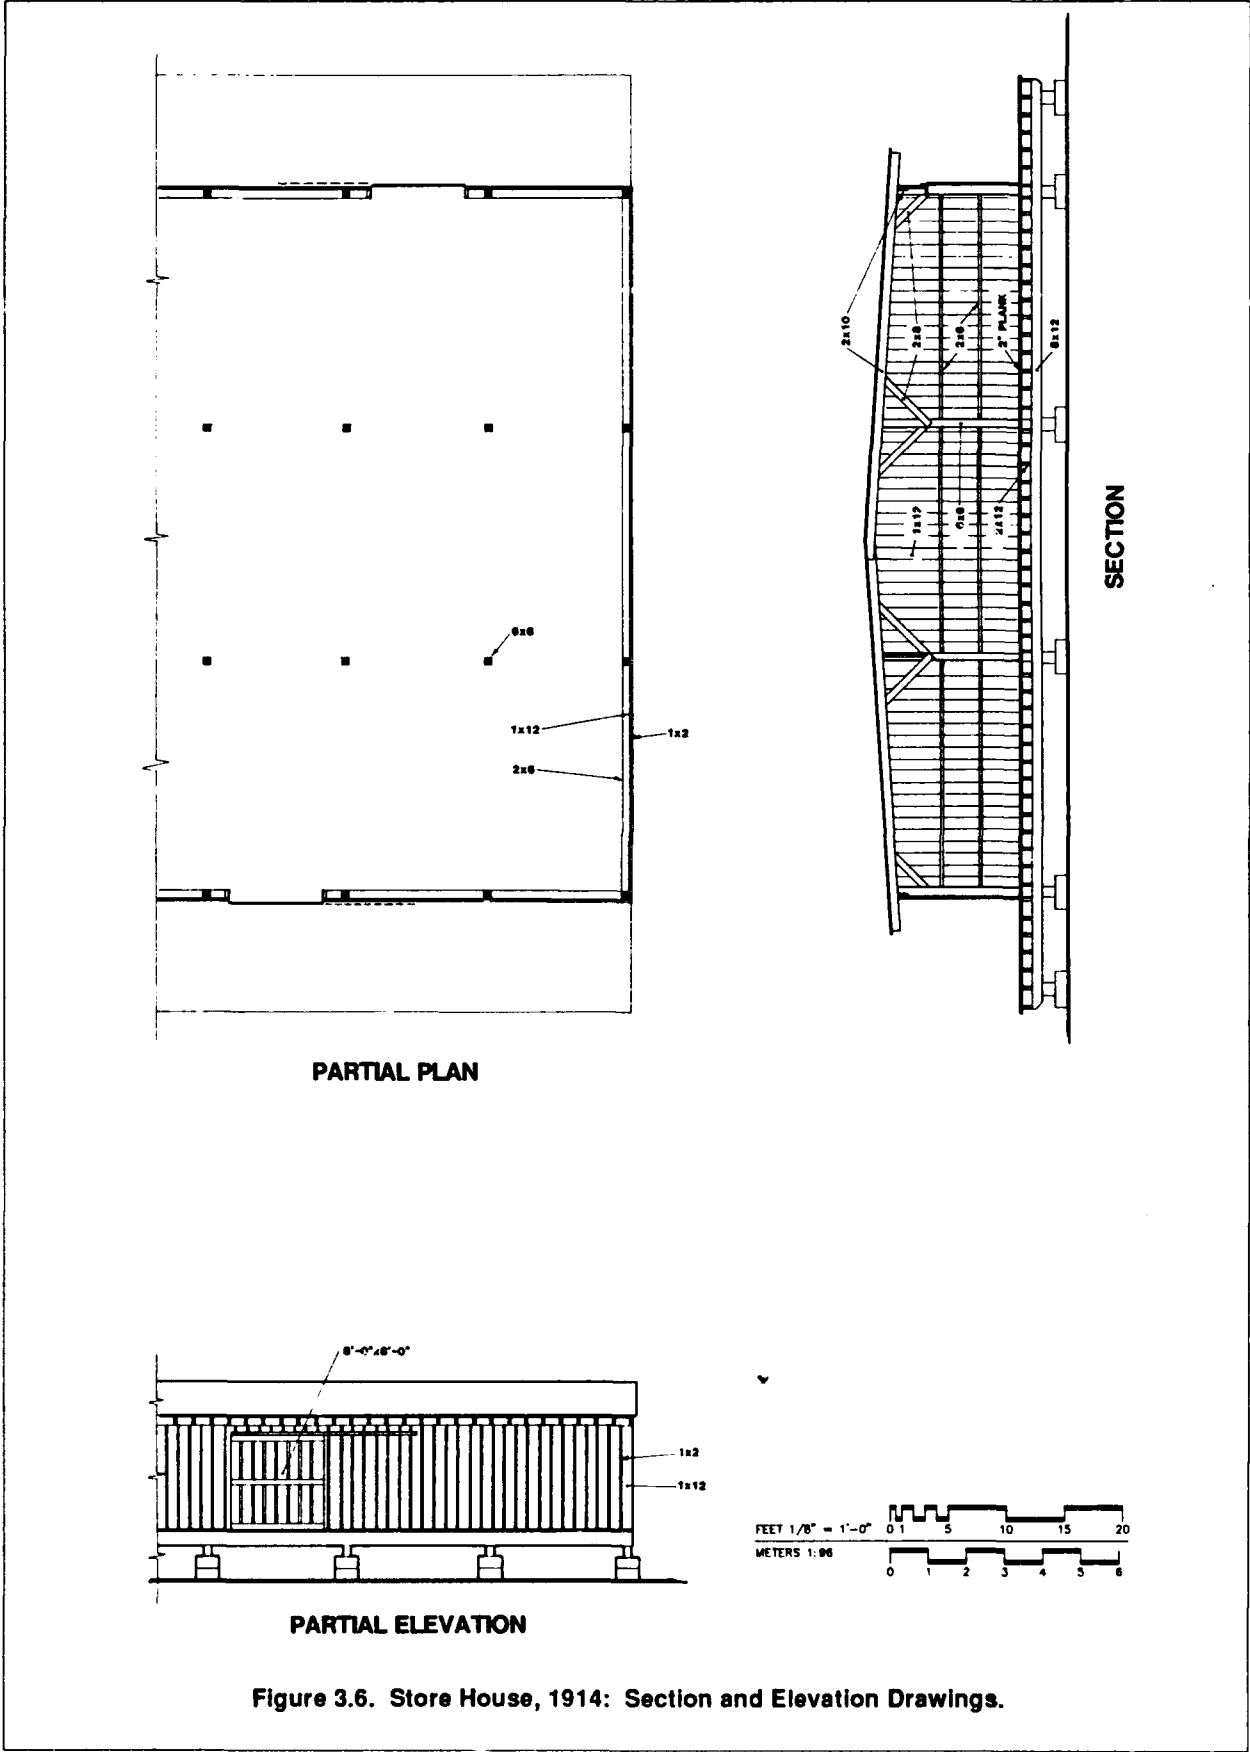 6x6
1x12
1x2
2x6
PARTIAL PLAN
2x10
2x8
2x6
2" PLANK
8x12
1x12
6x6
2x12
SECTION
8'-0"x8'-0"
1x2
1x12
PARTIAL ELEVATION
FEET 1/8" = 1'-0" 0 1 5 10 15 20
METERS 1:96
0 1 2 3 4 5 6
Figure 3.6. Store House, 1914: Section and Elevation Drawings.